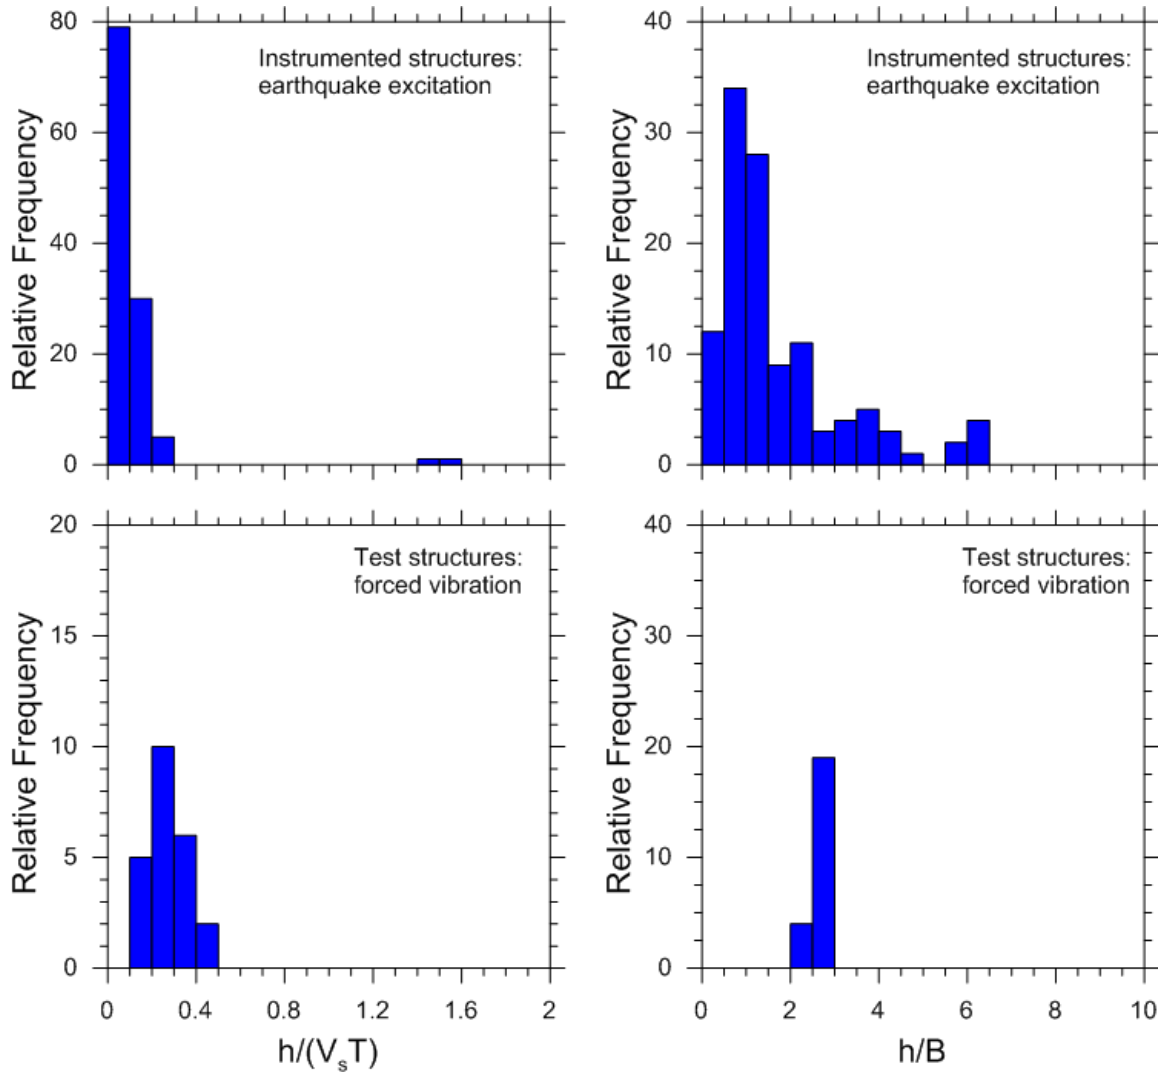 80
60
40
20
0
Relative Frequency
Instrumented structures:
earthquake excitation
40
30
20
10
0
Relative Frequency
Instrumented structures:
earthquake excitation
20
15
10
5
0
Relative Frequency
Test structures:
forced vibration
0 0.4 0.8 1.2 1.6 2
h/(VsT)
40
30
20
10
0
Relative Frequency
Test structures:
forced vibration
0 2 4 6 8 10
h/B